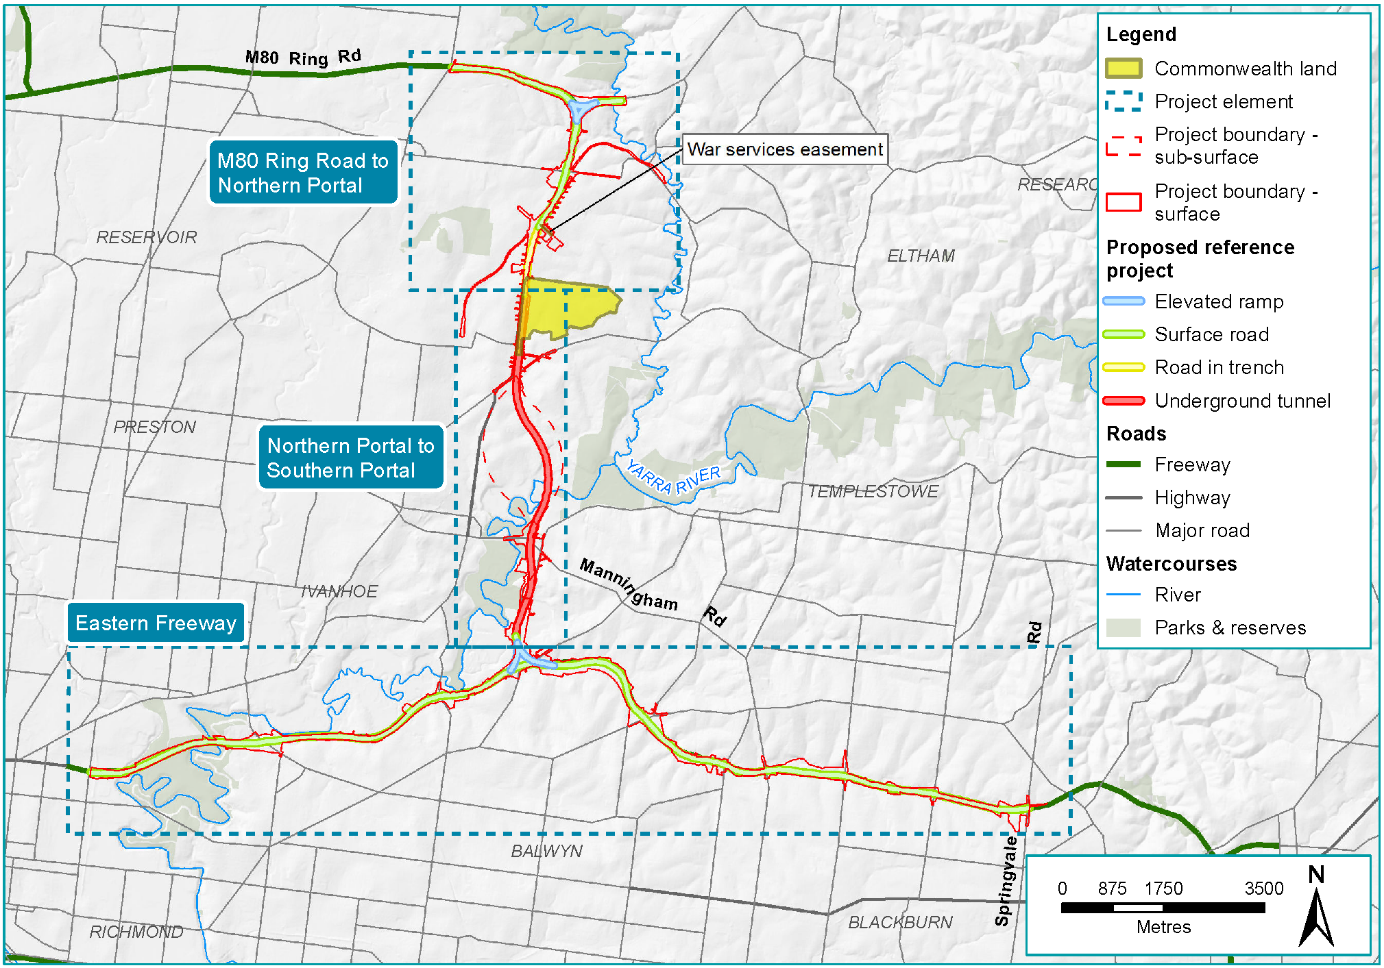 M80 Ring Rd
M80 Ring Road to
Northern Portal
War services easement
RESERVOIR
RESEARC
ELTHAM
PRESTON
Northern Portal to
Southern Portal
YARRA RIVER
TEMPLESTOWE
IVANHOE
Manningham Rd
Eastern Freeway
Springvale Rd
BALWYN
BLACKBURN
RICHMOND
Legend
Commonwealth land
Project element
Project boundary -
sub-surface
Project boundary -
surface
Proposed reference
project
Elevated ramp
Surface road
Road in trench
Underground tunnel
Roads
Freeway
Highway
Major road
Watercourses
River
Parks & reserves
0 875 1750 3500
Metres
N